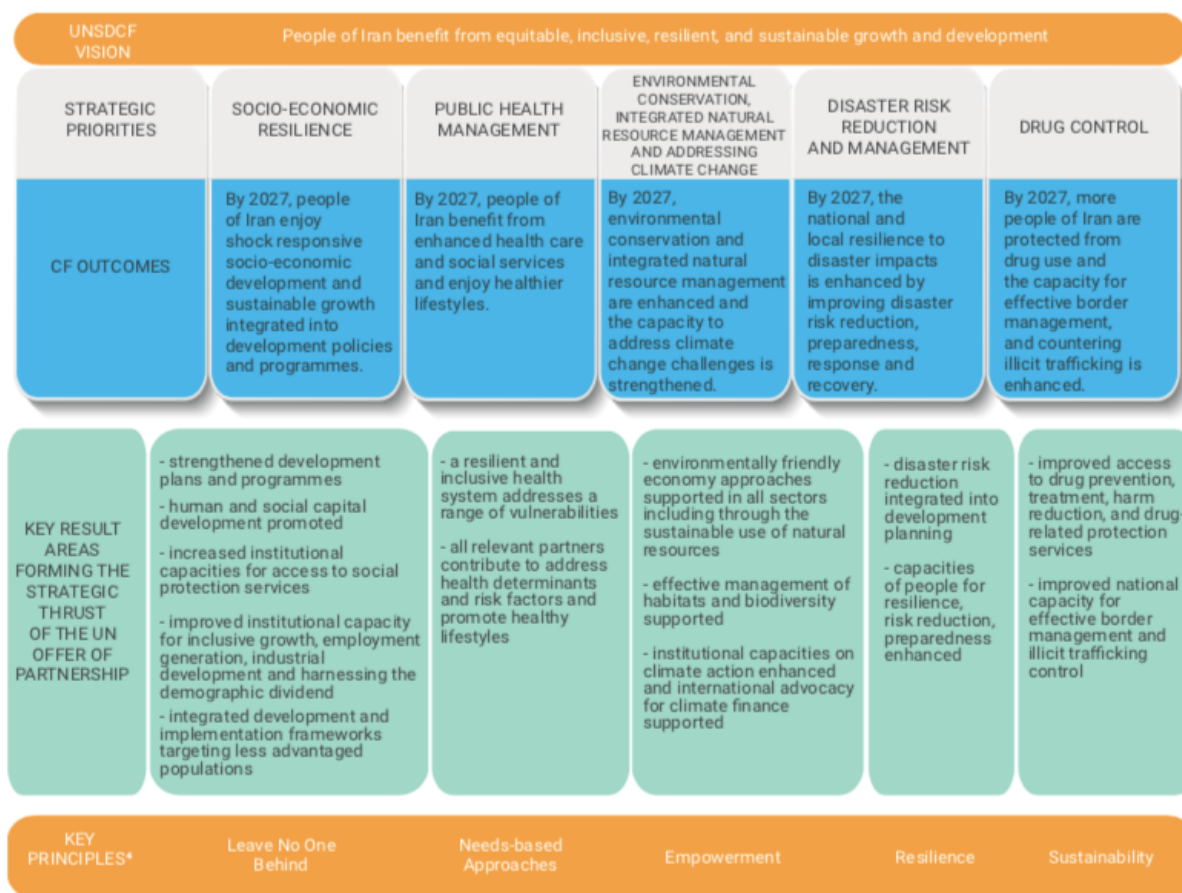 UNSDCF
VISION
People of Iran benefit from equitable, inclusive, resilient, and sustainable growth and development
STRATEGIC
PRIORITIES
SOCIO-ECONOMIC
RESILIENCE
PUBLIC HEALTH
MANAGEMENT
ENVIRONMENTAL
CONSERVATION,
INTEGRATED NATURAL
RESOURCE MANAGEMENT
AND ADDRESSING
CLIMATE CHANGE
DISASTER RISK
REDUCTION
AND MANAGEMENT
DRUG CONTROL
CF OUTCOMES
By 2027, people
of Iran enjoy
shock responsive
socio-economic
development and
sustainable growth
integrated into
development policies
and programmes.
By 2027, people of
Iran benefit from
enhanced health care
and social services
and enjoy healthier
lifestyles.
By 2027,
environmental
conservation and
integrated natural
resource management
are enhanced and
the capacity to
address climate
change challenges is
strengthened.
By 2027, the
national and
local resilience to
disaster impacts
is enhanced by
improving disaster
risk reduction,
preparedness,
response and
recovery.
By 2027, more
people of Iran are
protected from
drug use and
the capacity for
effective border
management,
and countering
illicit trafficking is
enhanced.
KEY RESULT
AREAS
FORMING THE
STRATEGIC
THRUST
OF THE UN
OFFER OF
PARTNERSHIP
- strengthened development
plans and programmes
- human and social capital
development promoted
- increased institutional
capacities for access to social
protection services
- improved institutional capacity
for inclusive growth, employment
generation, industrial
development and harnessing the
demographic dividend
- integrated development and
implementation frameworks
targeting less advantaged
populations
- a resilient and
inclusive health
system addresses a
range of vulnerabilities
- all relevant partners
contribute to address
health determinants
and risk factors and
promote healthy
lifestyles
- environmentally friendly
economy approaches
supported in all sectors
including through the
sustainable use of natural
resources
- effective management of
habitats and biodiversity
supported
- institutional capacities on
climate action enhanced
and international advocacy
for climate finance
supported
- disaster risk
reduction
integrated into
development
planning
- capacities
of people for
resilience,
risk reduction,
preparedness
enhanced
- improved access
to drug prevention,
treatment, harm
reduction, and drug-
related protection
services
- improved national
capacity for
effective border
management and
illicit trafficking
control
KEY
PRINCIPLES⁴
Leave No One
Behind
Needs-based
Approaches
Empowerment
Resilience
Sustainability